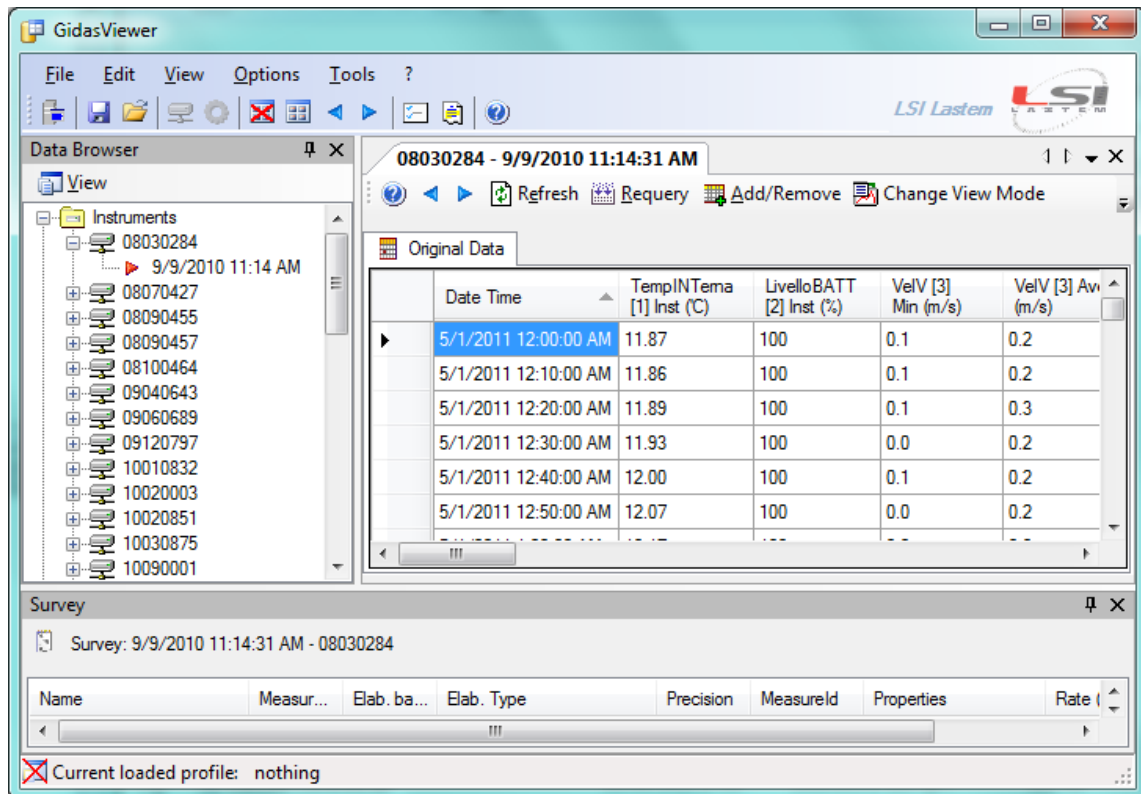 GidasViewer
File Edit View Options Tools ?
LSI Lastem LSI LASTEM
Data Browser
View
Instruments
08030284
9/9/2010 11:14 AM
08070427
08090455
08090457
08100464
09040643
09060689
09120797
10010832
10020003
10020851
10030875
10090001
08030284 - 9/9/2010 11:14:31 AM
Refresh Requery Add/Remove Change View Mode
Original Data
Date Time TempINTerna [1] Inst (°C) LivelloBATT [2] Inst (%) VelV [3] Min (m/s) VelV [3] Av (m/s)
5/1/2011 12:00:00 AM 11.87 100 0.1 0.2
5/1/2011 12:10:00 AM 11.86 100 0.1 0.2
5/1/2011 12:20:00 AM 11.89 100 0.1 0.3
5/1/2011 12:30:00 AM 11.93 100 0.0 0.2
5/1/2011 12:40:00 AM 12.00 100 0.1 0.2
5/1/2011 12:50:00 AM 12.07 100 0.0 0.2
Survey
Survey: 9/9/2010 11:14:31 AM - 08030284
Name Measur... Elab. ba... Elab. Type Precision MeasureId Properties Rate (
Current loaded profile: nothing